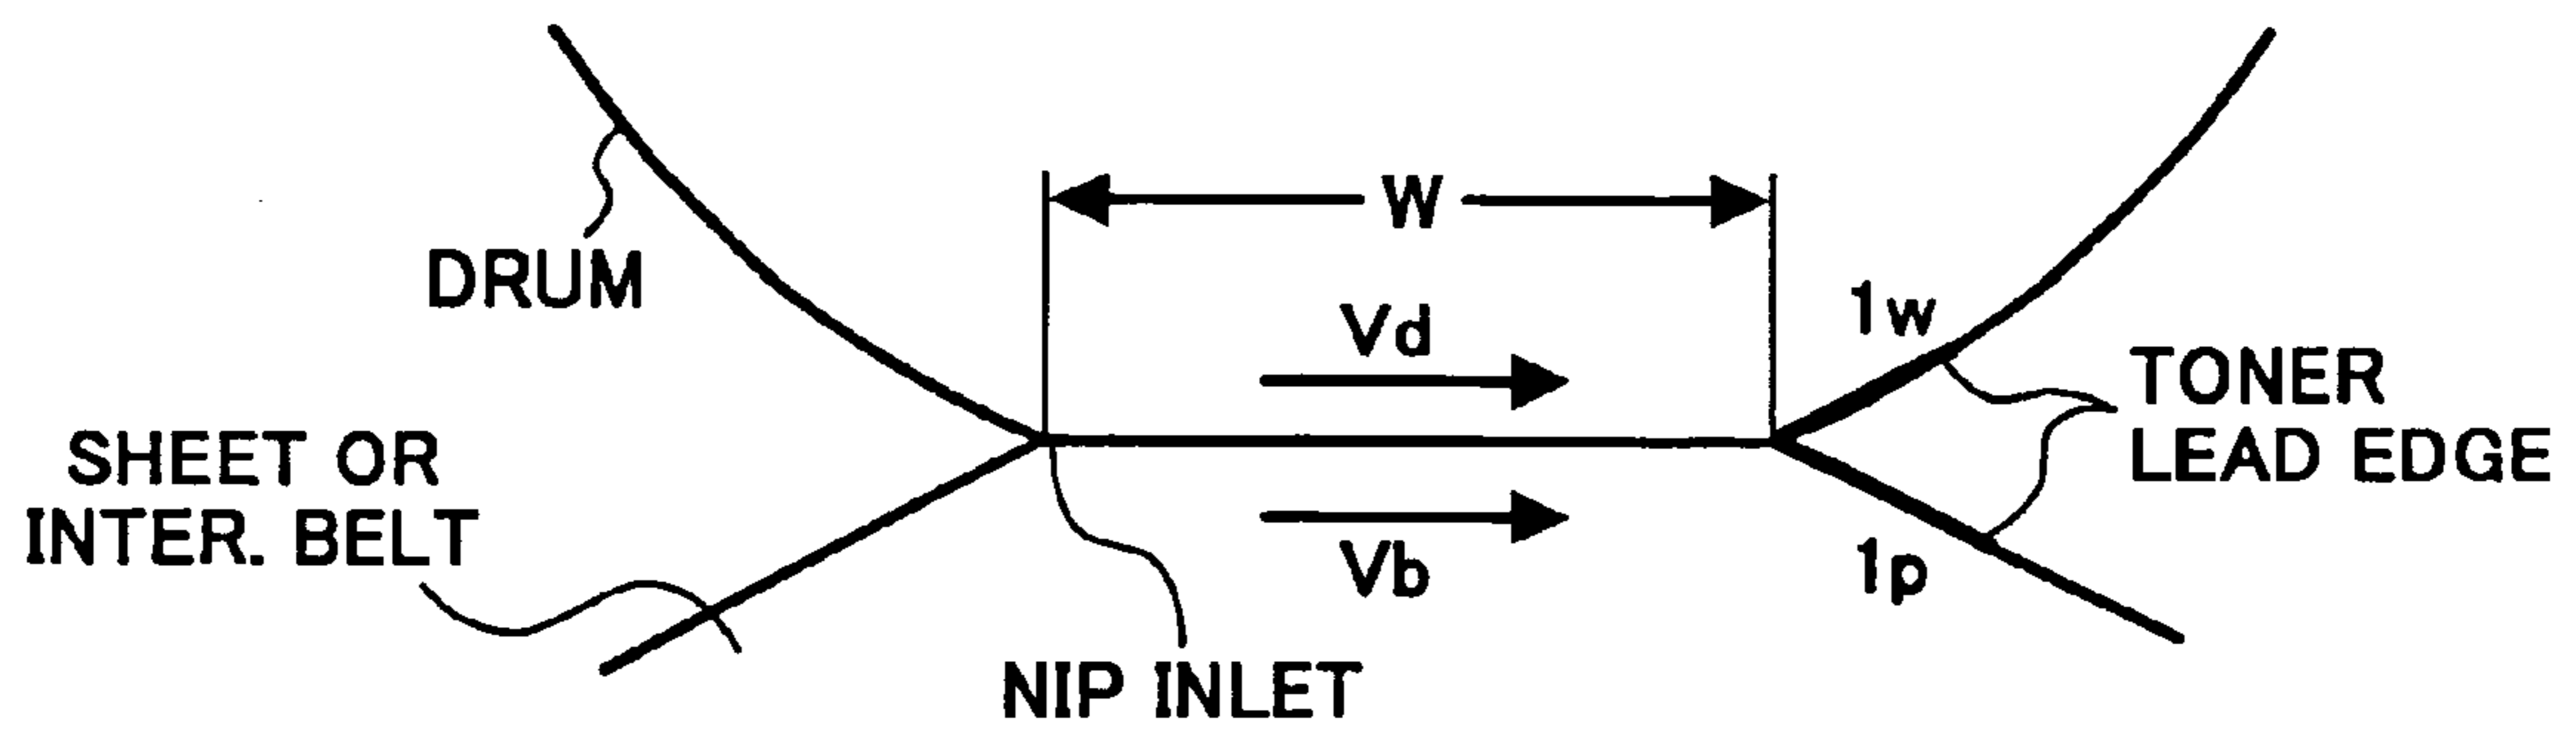 W
DRUM
Vd
1w
TONER
LEAD EDGE
SHEET OR
INTER. BELT
Vb
1p
NIP INLET